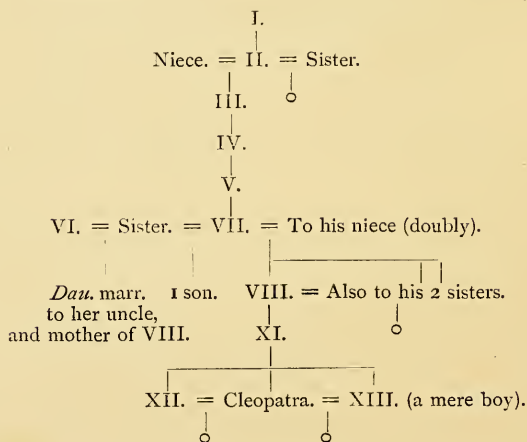 I.
Niece. = II. = Sister.
III. o
IV.
V.
VI. = Sister. = VII. = To his niece (doubly).
Dau. marr. 1 son. VIII. = Also to his 2 sisters.
to her uncle, o
and mother of VIII. XI.
XII. = Cleopatra. = XIII. (a mere boy).
o o